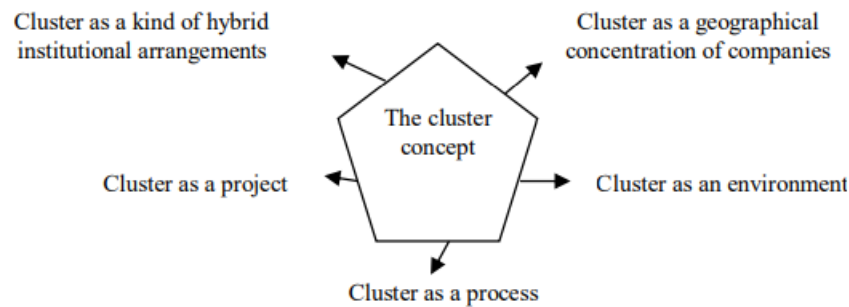 Cluster as a kind of hybrid
institutional arrangements
Cluster as a geographical
concentration of companies
The cluster
concept
Cluster as a project
Cluster as an environment
Cluster as a process